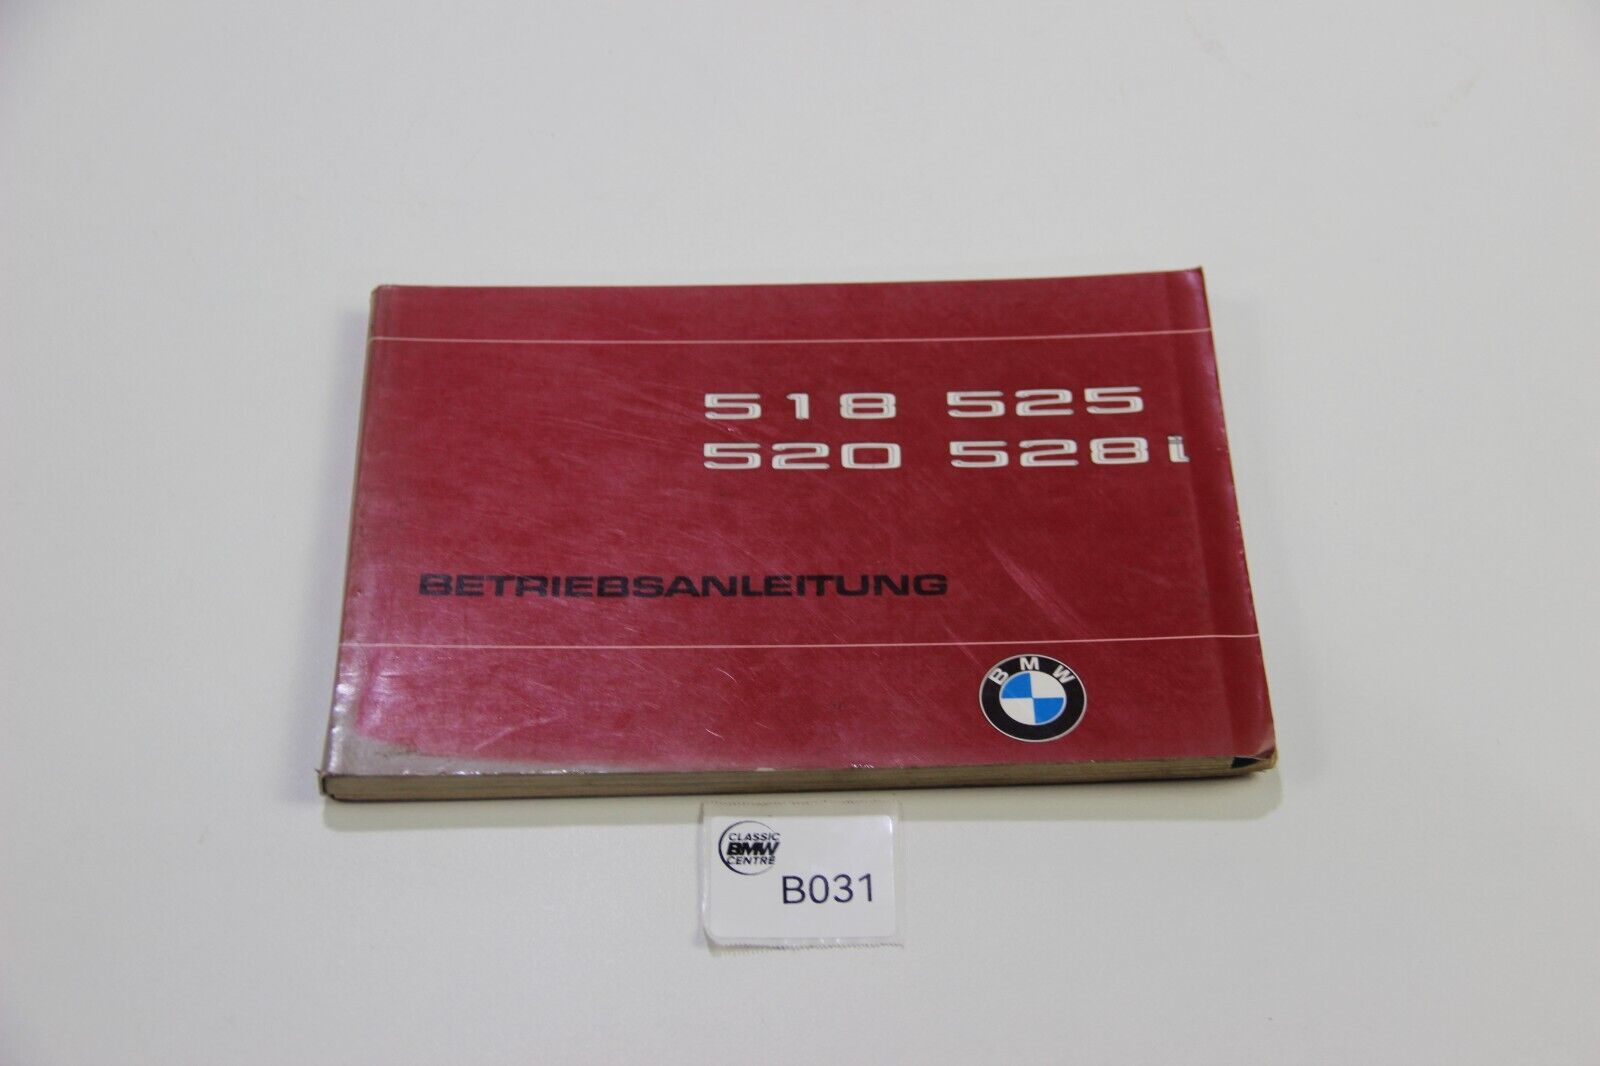 518 525
520 528i
BETRIEBSANLEITUNG
BMW
CLASSIC
BMW
CENTRE
B031